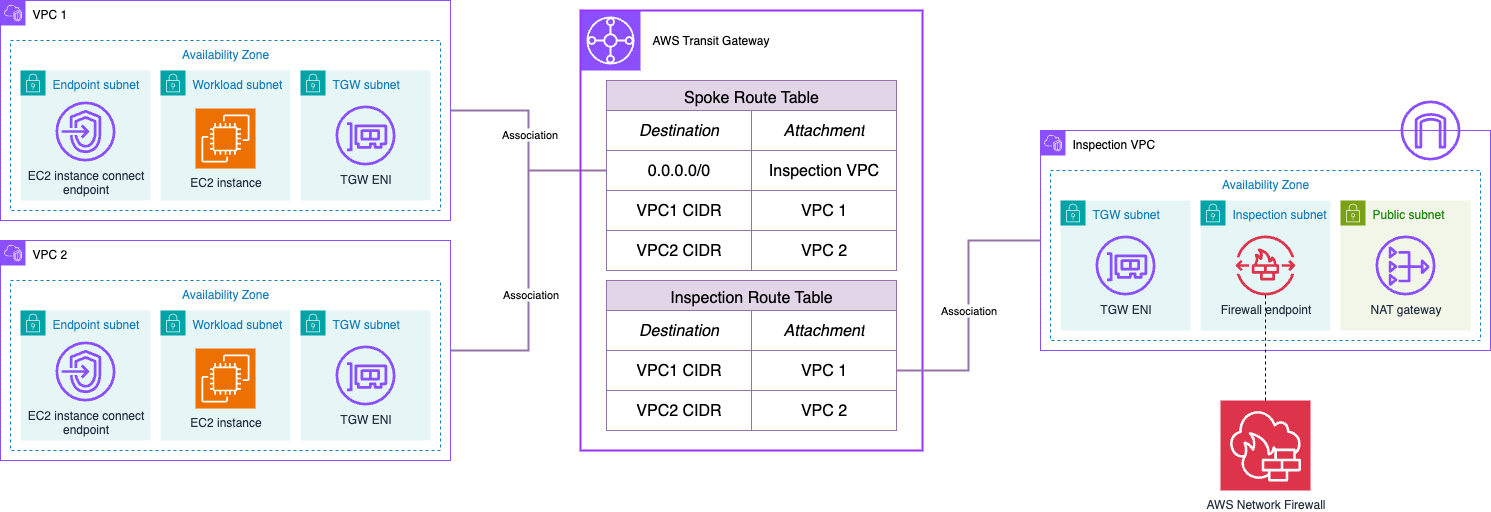 VPC 1
Availability Zone
Endpoint subnet
Workload subnet
TGW subnet
EC2 instance connect
endpoint
EC2 instance
TGW ENI
VPC 2
Availability Zone
Endpoint subnet
Workload subnet
TGW subnet
EC2 instance connect
endpoint
EC2 instance
TGW ENI
Association
Association
AWS Transit Gateway
Spoke Route Table
Destination Attachment
0.0.0.0/0 Inspection VPC
VPC1 CIDR VPC 1
VPC2 CIDR VPC 2
Inspection Route Table
Destination Attachment
VPC1 CIDR VPC 1
VPC2 CIDR VPC 2
Association
Inspection VPC
Availability Zone
TGW subnet
Inspection subnet
Public subnet
TGW ENI
Firewall endpoint
NAT gateway
AWS Network Firewall